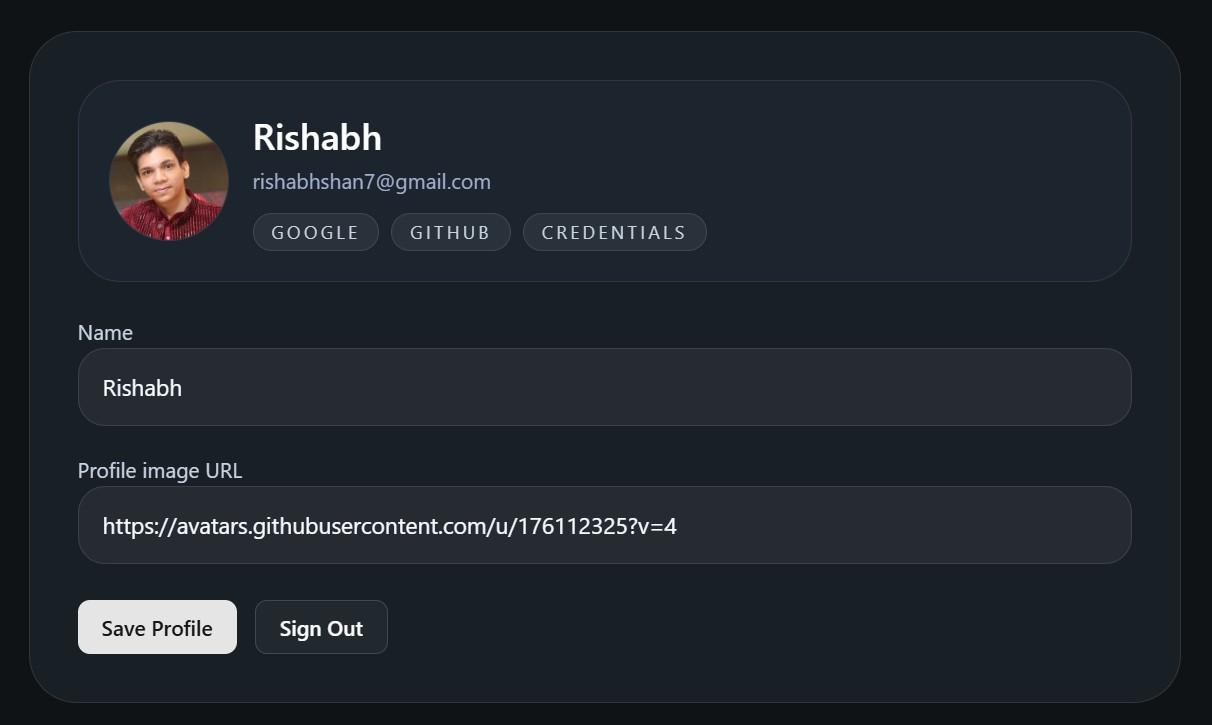 Rishabh
rishabhshan7@gmail.com
GOOGLE GITHUB CREDENTIALS
Name
Rishabh
Profile image URL
https://avatars.githubusercontent.com/u/176112325?v=4
Save Profile Sign Out